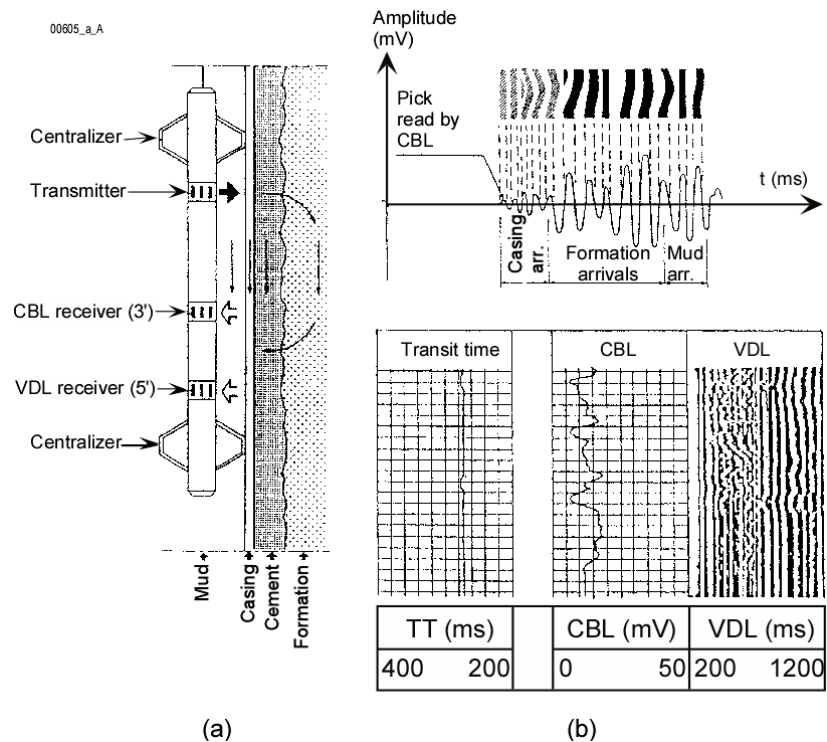 00605_a_A
Centralizer
Transmitter
CBL receiver (3')
VDL receiver (5')
Centralizer
Mud
Casing
Cement
Formation
(a)
Amplitude
(mV)
Pick
read by
CBL
t (ms)
Casing
arr.
Formation
arrivals
Mud
arr.
Transit time
CBL
VDL
TT (ms)
CBL (mV)
VDL (ms)
400
200
0
50
200
1200
(b)